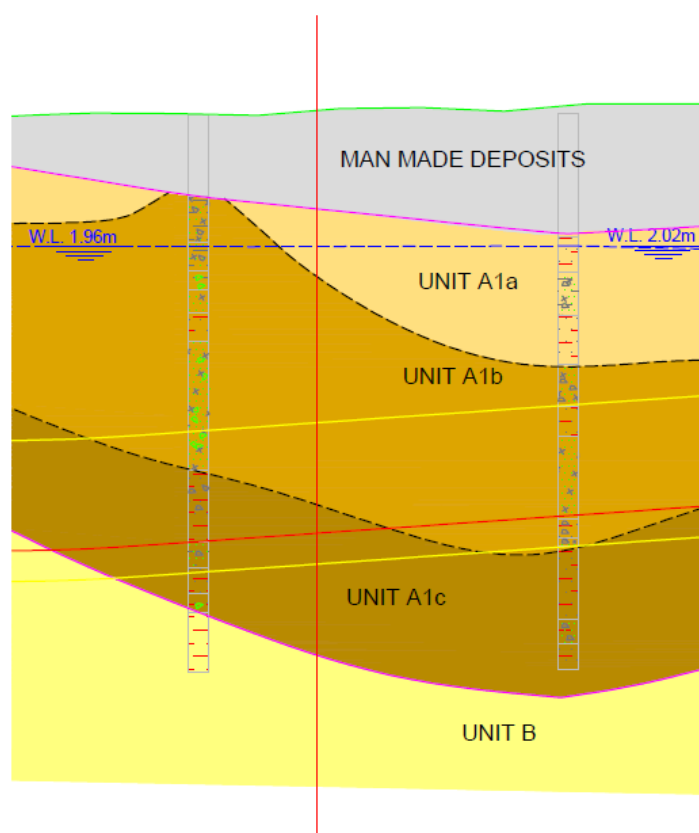 MAN MADE DEPOSITS
W.L. 1.96m
W.L. 2.02m
UNIT A1a
UNIT A1b
UNIT A1c
UNIT B